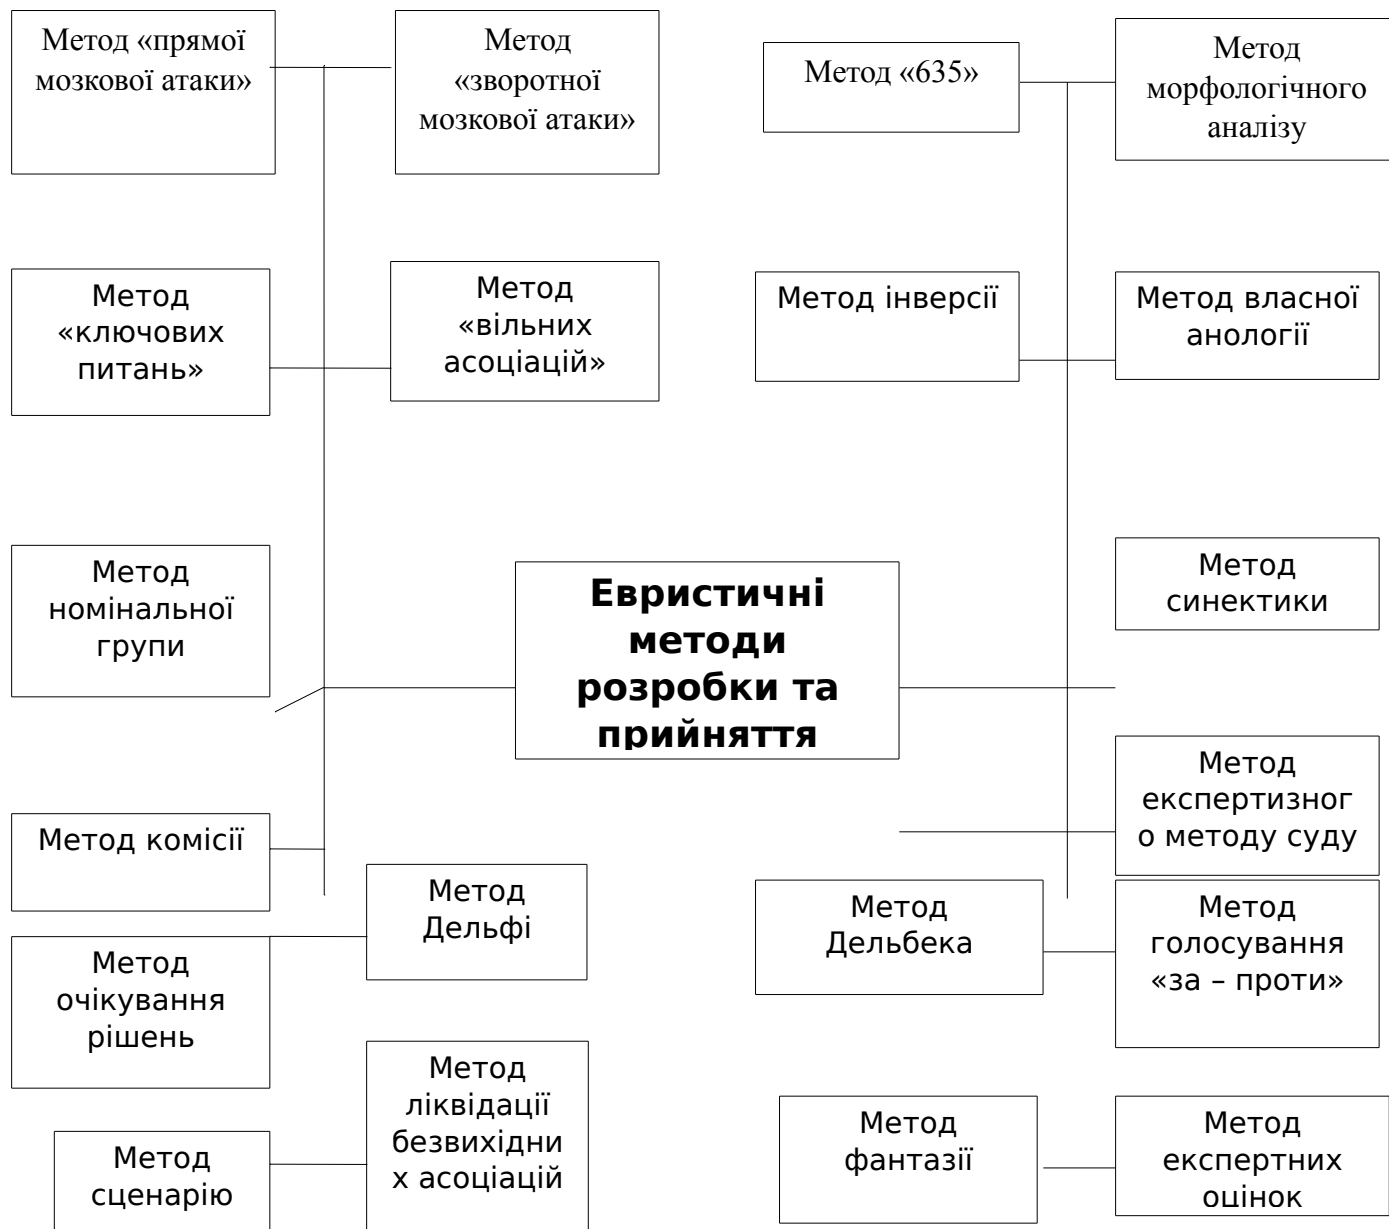 Метод «прямої
мозкової атаки»
Метод
«зворотної
мозкової атаки»
Метод «635»
Метод
морфологічного
аналізу
Метод
«ключових
питань»
Метод
«вільних
асоціацій»
Метод інверсії
Метод власної
анології
Метод
номінальної
групи
Евристичні
методи
розробки та
прийняття
Метод
синектики
Метод
експертизног
о методу суду
Метод комісії
Метод
Дельфі
Метод
Дельбека
Метод
голосування
«за – проти»
Метод
очікування
рішень
Метод
ліквідації
безвихідни
х асоціацій
Метод
фантазії
Метод
експертних
оцінок
Метод
сценарію